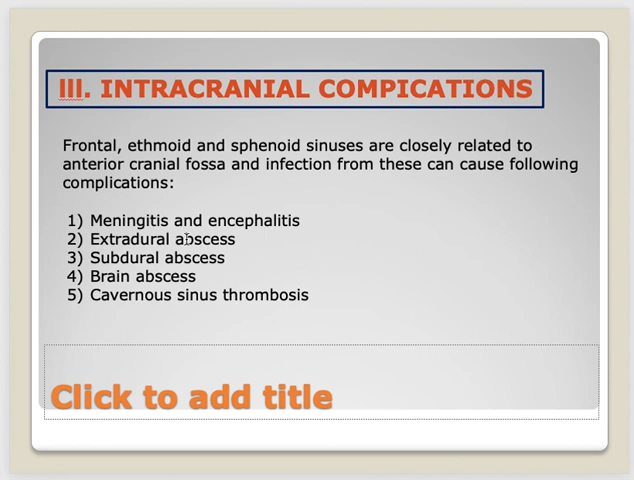 lll. INTRACRANIAL COMPICATIONS
Frontal, ethmoid and sphenoid sinuses are closely related to
anterior cranial fossa and infection from these can cause following
complications:
1) Meningitis and encephalitis
2) Extradural abscess
3) Subdural abscess
4) Brain abscess
5) Cavernous sinus thrombosis
Click to add title